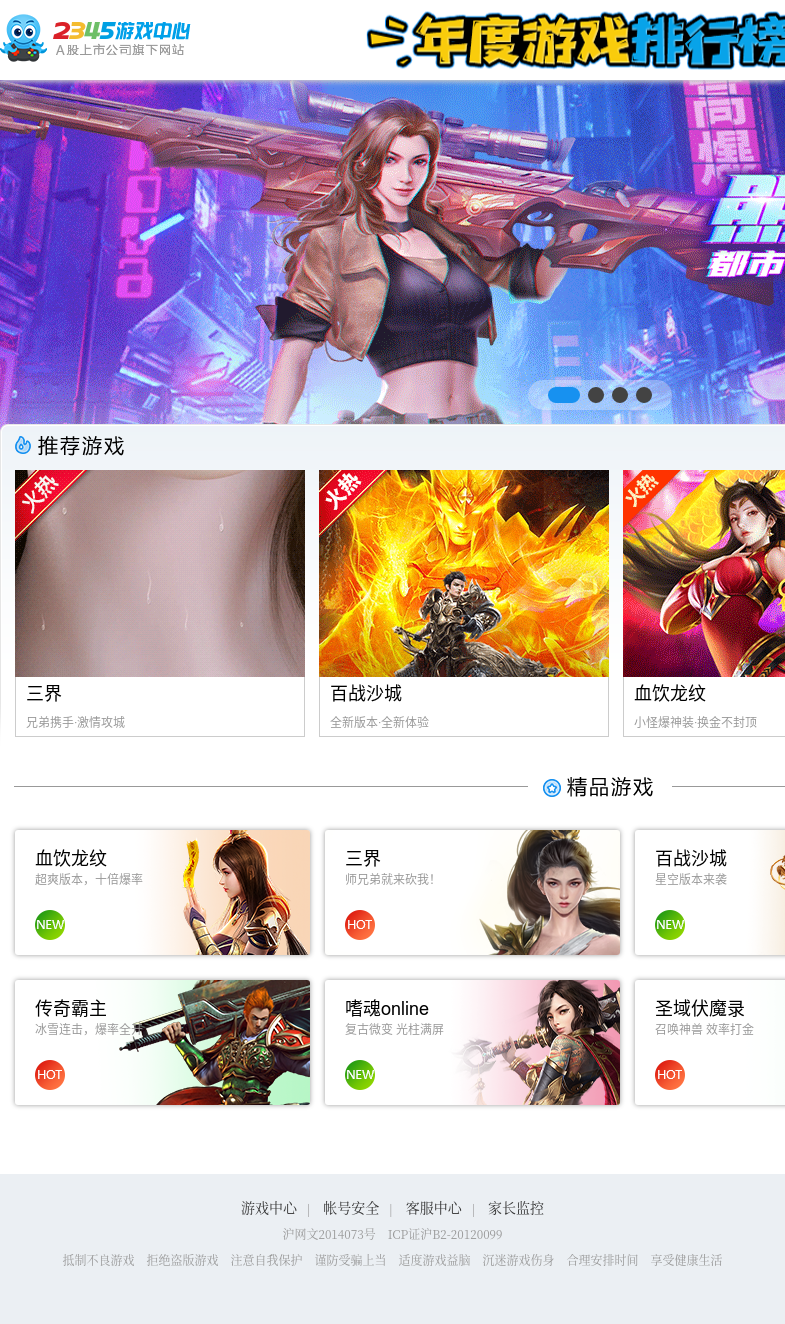 2345游戏中心
A股上市公司旗下网站
年度游戏排行榜
高爆
都市
推荐游戏
火热
火热
火热
三界
百战沙城
血饮龙纹
兄弟携手·激情攻城
全新版本·全新体验
小怪爆神装·换金不封顶
精品游戏
血饮龙纹
三界
百战沙城
超爽版本，十倍爆率
师兄弟就来砍我！
星空版本来袭
NEW
HOT
NEW
传奇霸主
嗜魂online
圣域伏魔录
冰雪连击，爆率全开
复古微变 光柱满屏
召唤神兽 效率打金
HOT
NEW
HOT
游戏中心 | 帐号安全 | 客服中心 | 家长监控
沪网文2014073号 ICP证沪B2-20120099
抵制不良游戏 拒绝盗版游戏 注意自我保护 谨防受骗上当 适度游戏益脑 沉迷游戏伤身 合理安排时间 享受健康生活